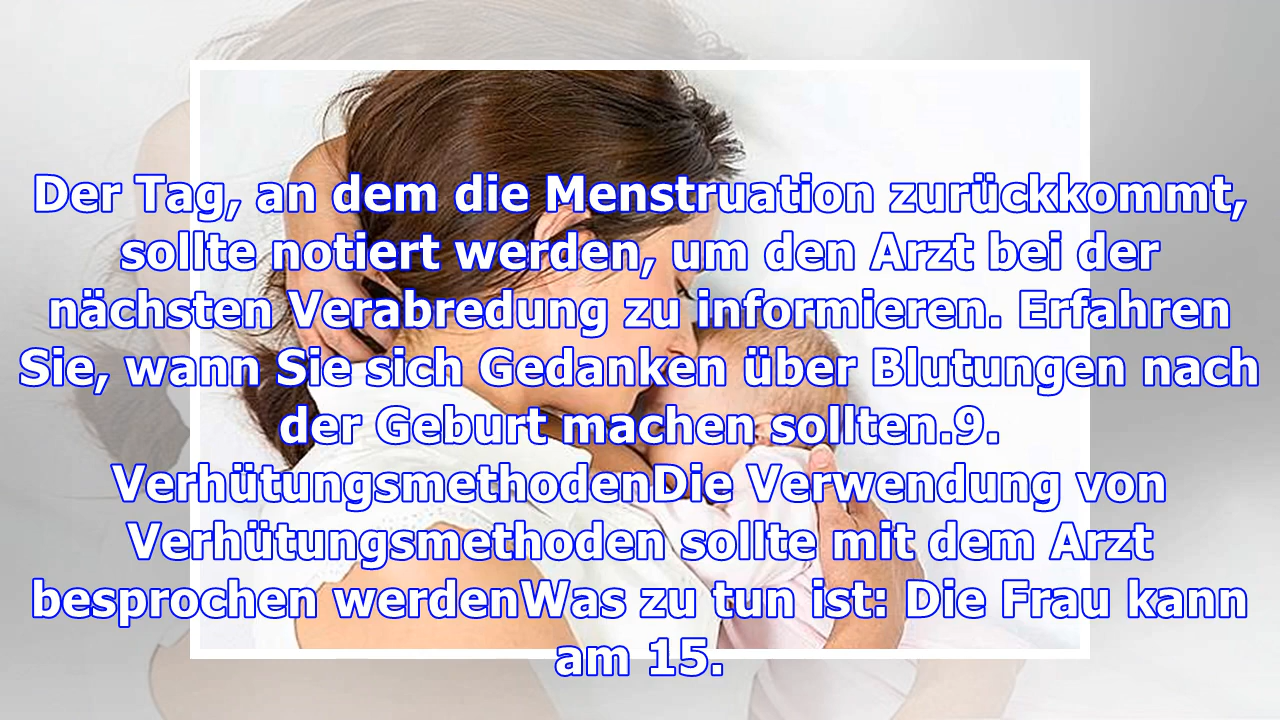 Der Tag, an dem die Menstruation zurückkommt,
sollte notiert werden, um den Arzt bei der
nächsten Verabredung zu informieren. Erfahren
Sie, wann Sie sich Gedanken über Blutungen nach
der Geburt machen sollten.9.
VerhütungsmethodenDie Verwendung von
Verhütungsmethoden sollte mit dem Arzt
besprochen werdenWas zu tun ist: Die Frau kann
am 15.